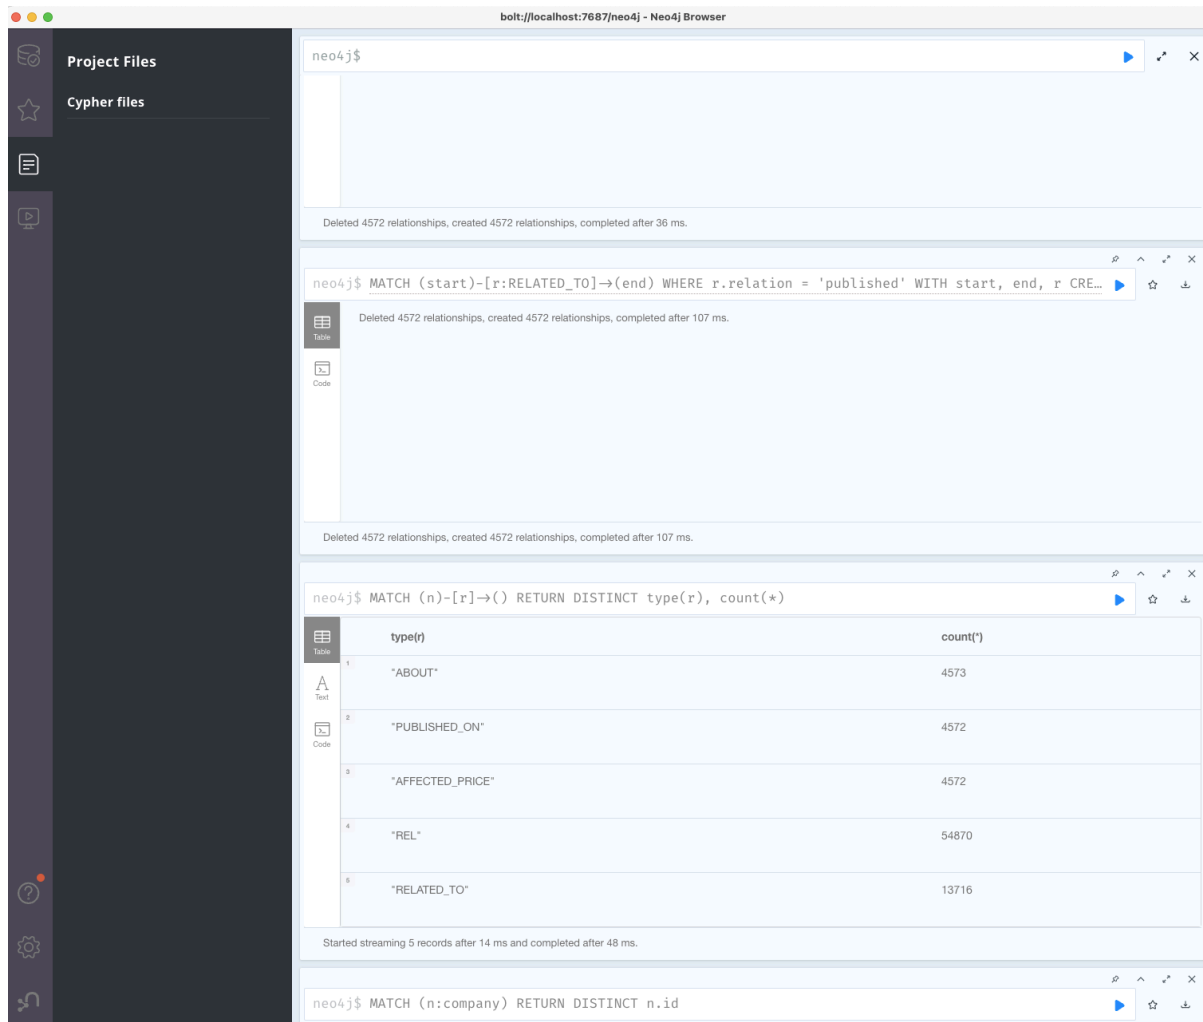 bolt://localhost:7687/neo4j - Neo4j Browser
Project Files
Cypher files
neo4j$
Deleted 4572 relationships, created 4572 relationships, completed after 36 ms.
neo4j$ MATCH (start)-[r:RELATED_TO]→(end) WHERE r.relation = 'published' WITH start, end, r CRE…
Table
Deleted 4572 relationships, created 4572 relationships, completed after 107 ms.
Code
Deleted 4572 relationships, created 4572 relationships, completed after 107 ms.
neo4j$ MATCH (n)-[r]→() RETURN DISTINCT type(r), count(*)
Table
Text
Code
type(r) count(*)
1 "ABOUT" 4573
2 "PUBLISHED_ON" 4572
3 "AFFECTED_PRICE" 4572
4 "REL" 54870
5 "RELATED_TO" 13716
Started streaming 5 records after 14 ms and completed after 48 ms.
neo4j$ MATCH (n:company) RETURN DISTINCT n.id